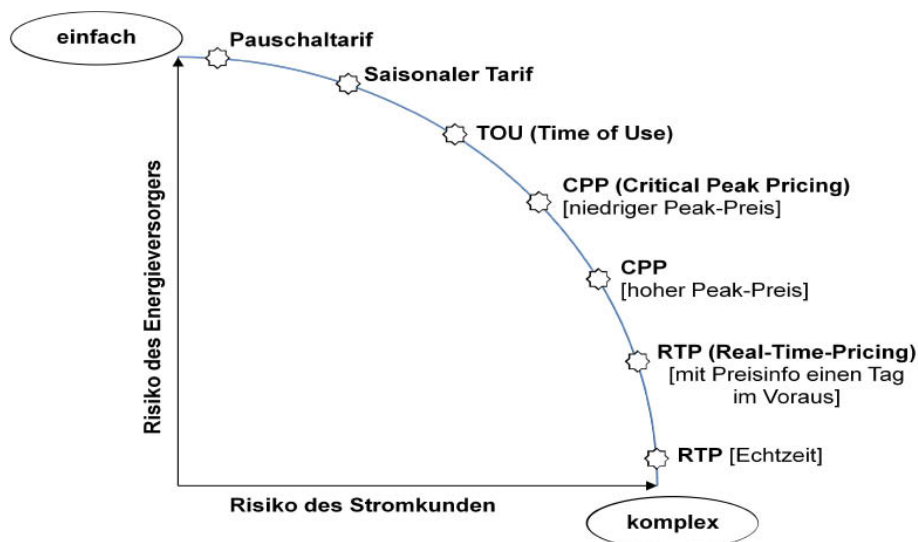 einfach
Pauschaltarif
Saisonaler Tarif
TOU (Time of Use)
CPP (Critical Peak Pricing)
[niedriger Peak-Preis]
CPP
[hoher Peak-Preis]
RTP (Real-Time-Pricing)
[mit Preisinfo einen Tag
im Voraus]
RTP [Echtzeit]
Risiko des Energieversorgers
Risiko des Stromkunden
komplex